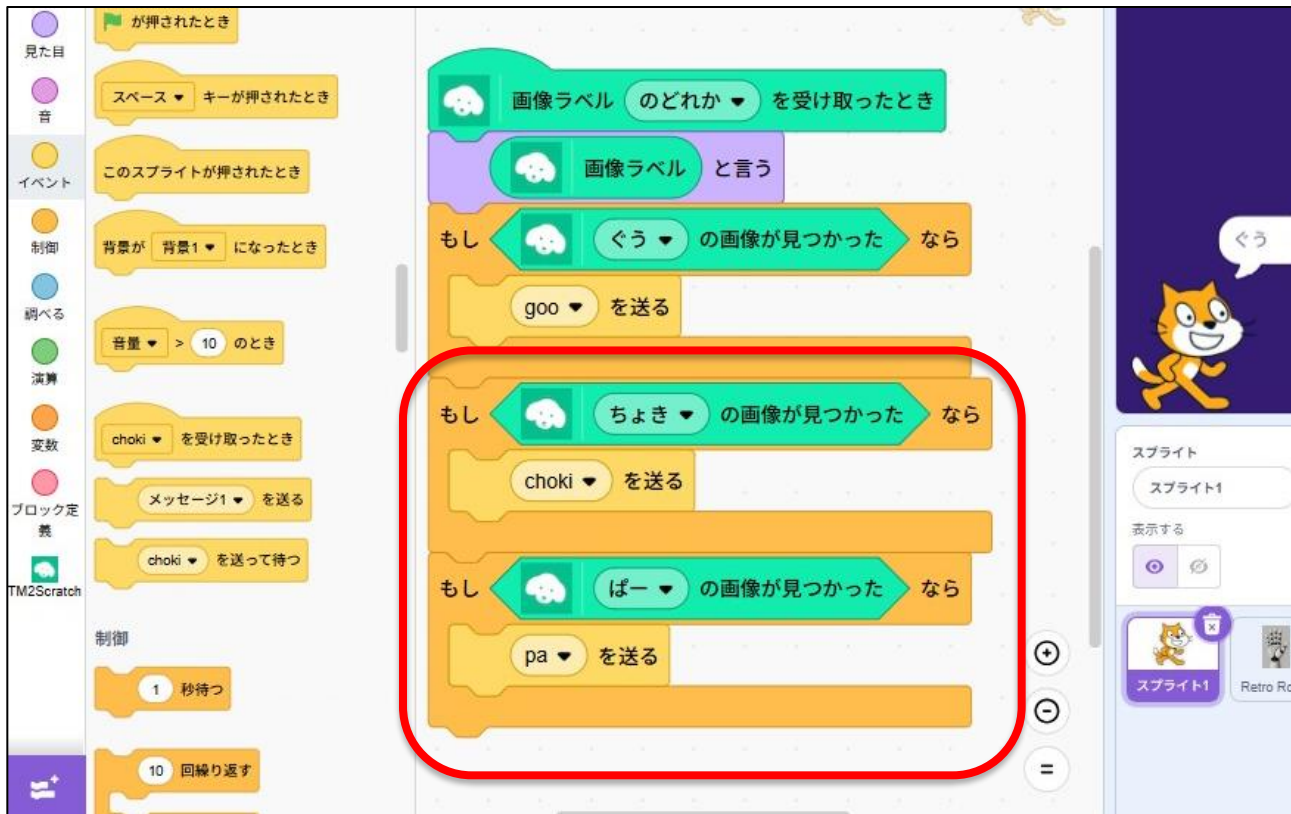 見た目
音
イベント
制御
調べる
演算
変数
ブロック定
義
TM2Scratch
が押されたとき
スペース キーが押されたとき
このスプライトが押されたとき
背景が 背景1 になったとき
音量 > 10 のとき
choki を受け取ったとき
メッセージ1 を送る
choki を送って待つ
制御
1 秒待つ
10 回繰り返す
画像ラベル のどれか を受け取ったとき
画像ラベル と言う
もし ぐう の画像が見つかった なら
goo を送る
もし ちょき の画像が見つかった なら
choki を送る
もし ぱー の画像が見つかった なら
pa を送る
ぐう
スプライト
スプライト1
表示する
スプライト1
Retro Ro